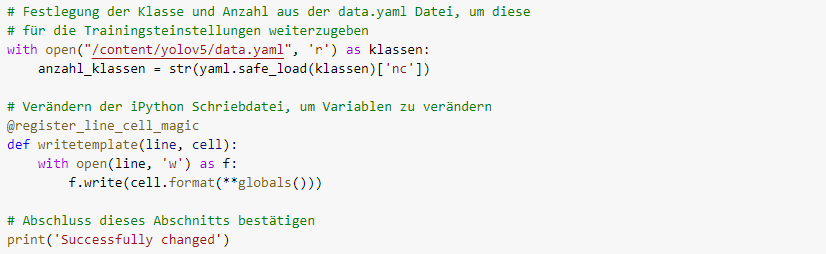 # Festlegung der Klasse und Anzahl aus der data.yaml Datei, um diese
# für die Trainingsteinstellungen weiterzugeben
with open("/content/yolov5/data.yaml", 'r') as klassen:
    anzahl_klassen = str(yaml.safe_load(klassen)['nc'])

# Verändern der iPython Schriebdatei, um Variablen zu verändern
@register_line_cell_magic
def writetemplate(line, cell):
    with open(line, 'w') as f:
        f.write(cell.format(**globals()))

# Abschluss dieses Abschnitts bestätigen
print('Successfully changed')